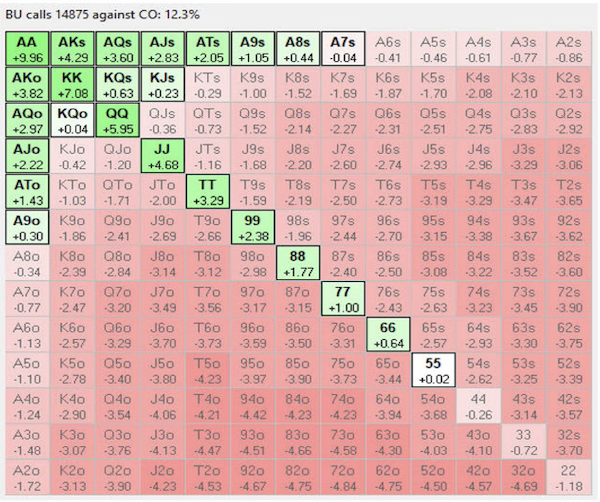 BU calls 14875 against CO: 12.3%
AA AKs AQs AJs ATs A9s A8s A7s A6s A5s A4s A3s A2s
+9.96 +4.29 +3.60 +2.83 +2.05 +1.05 +0.44 -0.04 -0.41 -0.46 -0.61 -0.77 -0.86
AKo KK KQs KJs KTs K9s K8s K7s K6s K5s K4s K3s K2s
+3.82 +7.08 +0.63 +0.23 -0.29 -1.00 -1.52 -1.69 -1.87 -1.70 -2.08 -2.10 -2.13
AQo KQo QQ QJs QTs Q9s Q8s Q7s Q6s Q5s Q4s Q3s Q2s
+2.97 +0.04 +5.95 -0.36 -0.73 -1.52 -2.14 -2.27 -2.31 -2.51 -2.75 -2.83 -2.92
AJo KJo QJo JJ JTs J9s J8s J7s J6s J5s J4s J3s J2s
+2.22 -0.42 -1.20 +4.68 -1.16 -1.68 -2.20 -2.60 -2.74 -2.93 -2.96 -3.29 -3.06
ATo KTo QTo JTo TT T9s T8s T7s T6s T5s T4s T3s T2s
+1.43 -1.03 -1.71 -2.00 +3.29 -1.59 -2.19 -2.50 -2.73 -3.19 -3.29 -3.47 -3.65
A9o K9o Q9o J9o T9o 99 98s 97s 96s 95s 94s 93s 92s
+0.30 -1.86 -2.41 -2.69 -2.66 +2.38 -1.96 -2.44 -2.70 -3.15 -3.38 -3.67 -3.62
A8o K8o Q8o J8o T8o 98o 88 87s 86s 85s 84s 83s 82s
-0.34 -2.39 -2.84 -3.14 -3.12 -2.98 +1.77 -2.40 -2.50 -3.08 -3.22 -3.52 -3.60
A7o K7o Q7o J7o T7o 97o 87o 77 76s 75s 74s 73s 72s
-0.77 -2.47 -3.20 -3.49 -3.56 -3.17 -3.15 +1.00 -2.43 -2.63 -3.23 -3.45 -3.90
A6o K6o Q6o J6o T6o 96o 86o 76o 66 65s 64s 63s 62s
-1.13 -2.57 -3.29 -3.70 -3.73 -3.59 -3.50 -3.31 +0.64 -2.57 -2.93 -3.30 -3.75
A5o K5o Q5o J5o T5o 95o 85o 75o 65o 55 54s 53s 52s
-1.10 -2.78 -3.40 -3.80 -4.23 -3.97 -3.90 -3.73 -3.44 +0.02 -2.62 -3.25 -3.39
A4o K4o Q4o J4o T4o 94o 84o 74o 64o 54o 44 43s 42s
-1.24 -2.90 -3.54 -4.06 -4.21 -4.42 -4.23 -4.23 -3.94 -3.68 -0.26 -3.14 -3.57
A3o K3o Q3o J3o T3o 93o 83o 73o 63o 53o 43o 33 32s
-1.48 -3.07 -3.76 -4.13 -4.47 -4.51 -4.66 -4.58 -4.30 -4.03 -4.10 -0.72 -3.70
A2o K2o Q2o J2o T2o 92o 82o 72o 62o 52o 42o 32o 22
-1.72 -3.13 -3.90 -4.23 -4.53 -4.67 -4.75 -4.84 -4.75 -4.50 -4.57 -4.69 -1.18